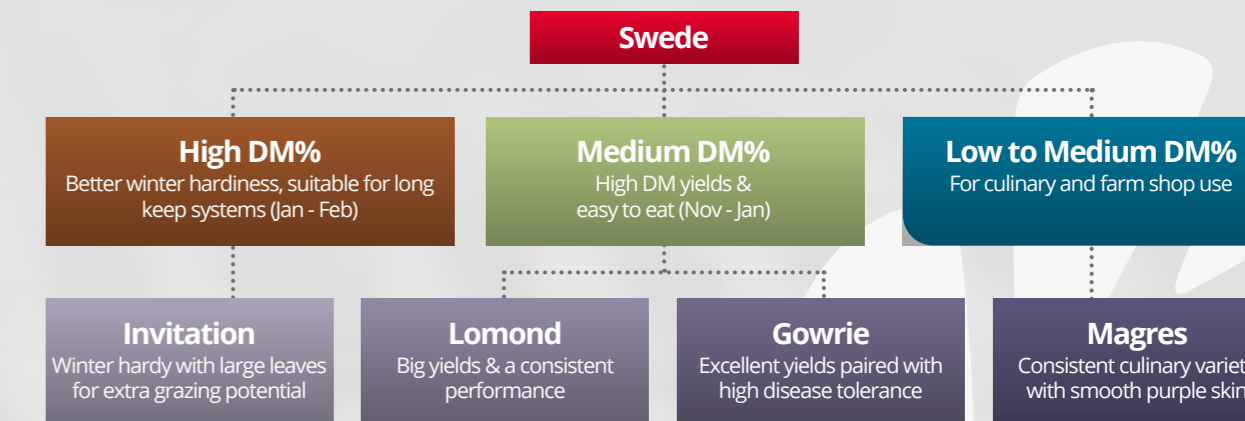 Swede
High DM%
Better winter hardiness, suitable for long
keep systems (Jan - Feb)
Medium DM%
High DM yields &
easy to eat (Nov - Jan)
Low to Medium DM%
For culinary and farm shop use
Invitation
Winter hardy with large leaves
for extra grazing potential
Lomond
Big yields & a consistent
performance
Gowrie
Excellent yields paired with
high disease tolerance
Magres
Consistent culinary variet
with smooth purple skin